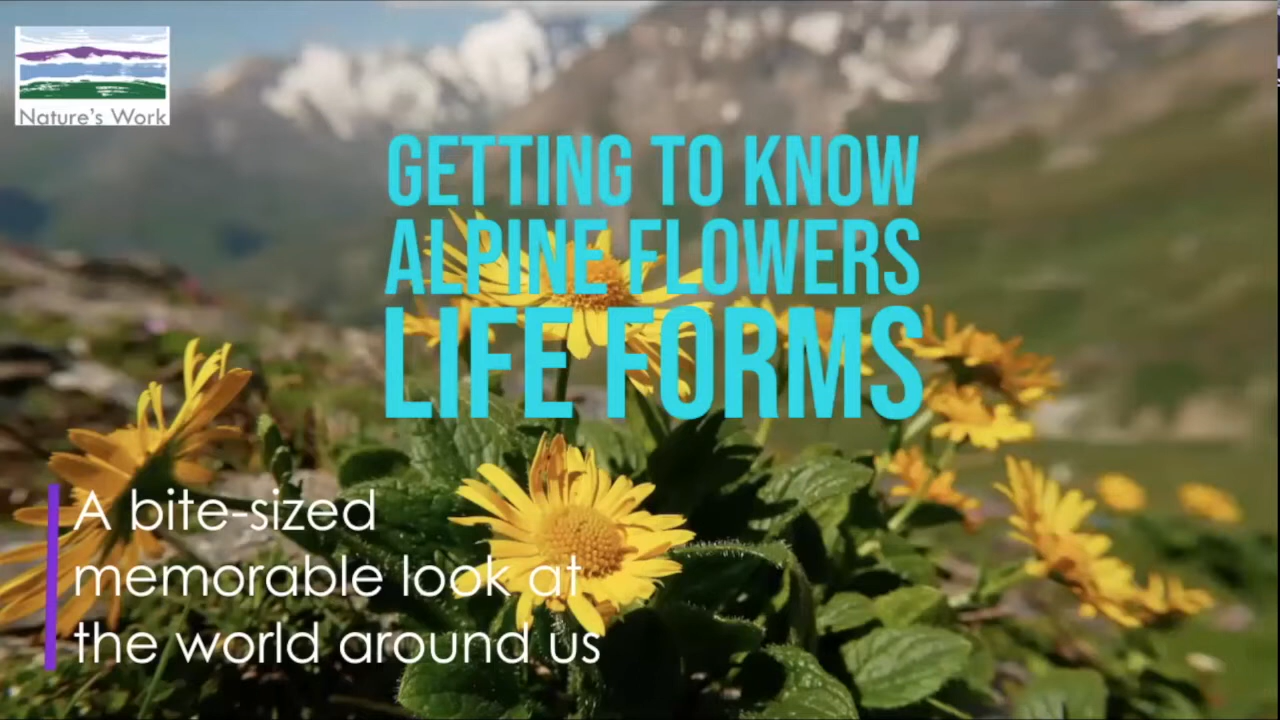 Nature's Work
GETTING TO KNOW
ALPINE FLOWERS
LIFE FORMS
A bite-sized
memorable look at
the world around us